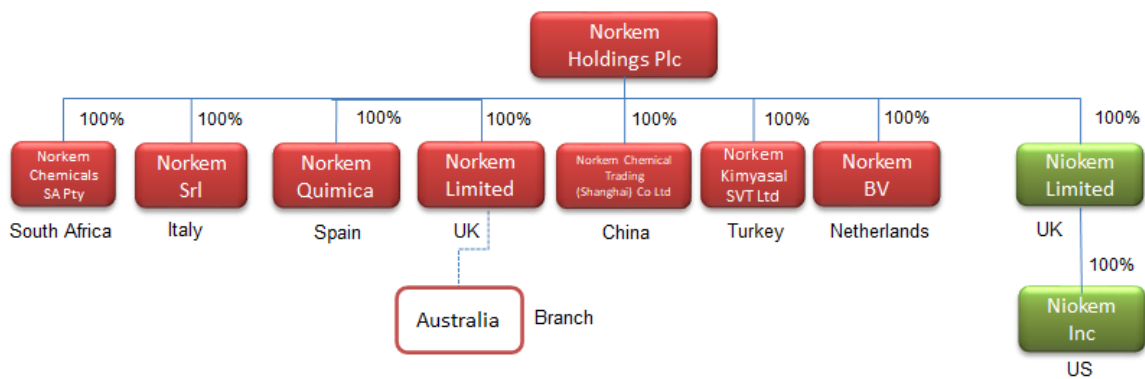 Norkem
Holdings Plc
100%
100%
100%
100%
100%
100%
100%
100%
Norkem
Chemicals
SA Pty
Norkem
Srl
Norkem
Quimica
Norkem
Limited
Norkem Chemical
Trading
(Shanghai) Co Ltd
Norkem
Kimyasal
SVT Ltd
Norkem
BV
Niokem
Limited
South Africa
Italy
Spain
UK
China
Turkey
Netherlands
UK
100%
Australia
Branch
Niokem
Inc
US